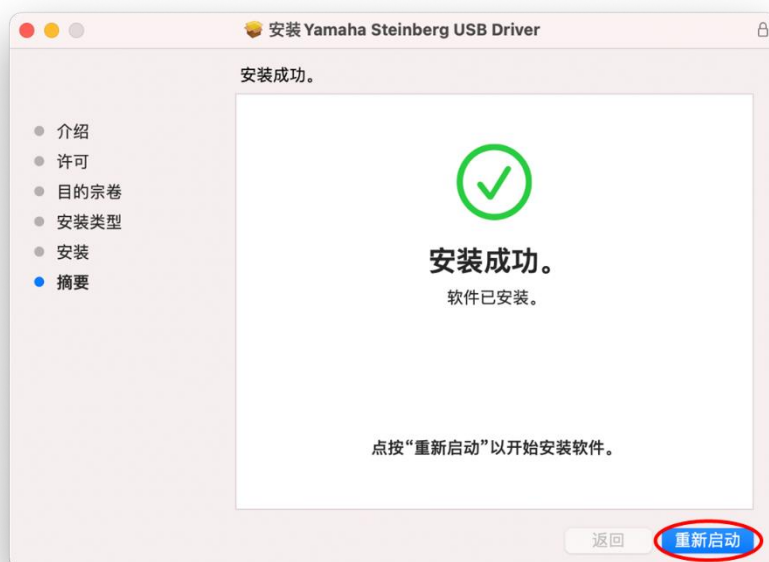 安装 Yamaha Steinberg USB Driver
安装成功。
介绍
许可
目的宗卷
安装类型
安装
摘要
安装成功。
软件已安装。
点按“重新启动”以开始安装软件。
返回
重新启动